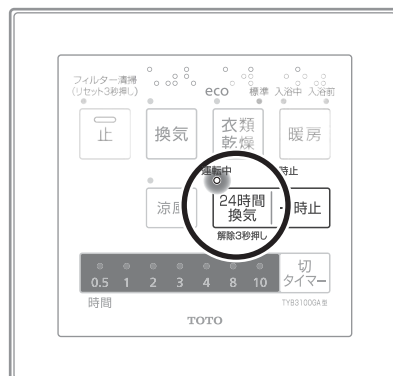 フィルター清掃
(リセット3秒押し)
eco 標準 入浴中 入浴前
止 換気 衣類乾燥 暖房
運転中 時止
涼風 24時間換気 時止
解除3秒押し
0.5 1 2 3 4 8 10 切タイマー
時間 TYB3100GA型
TOTO